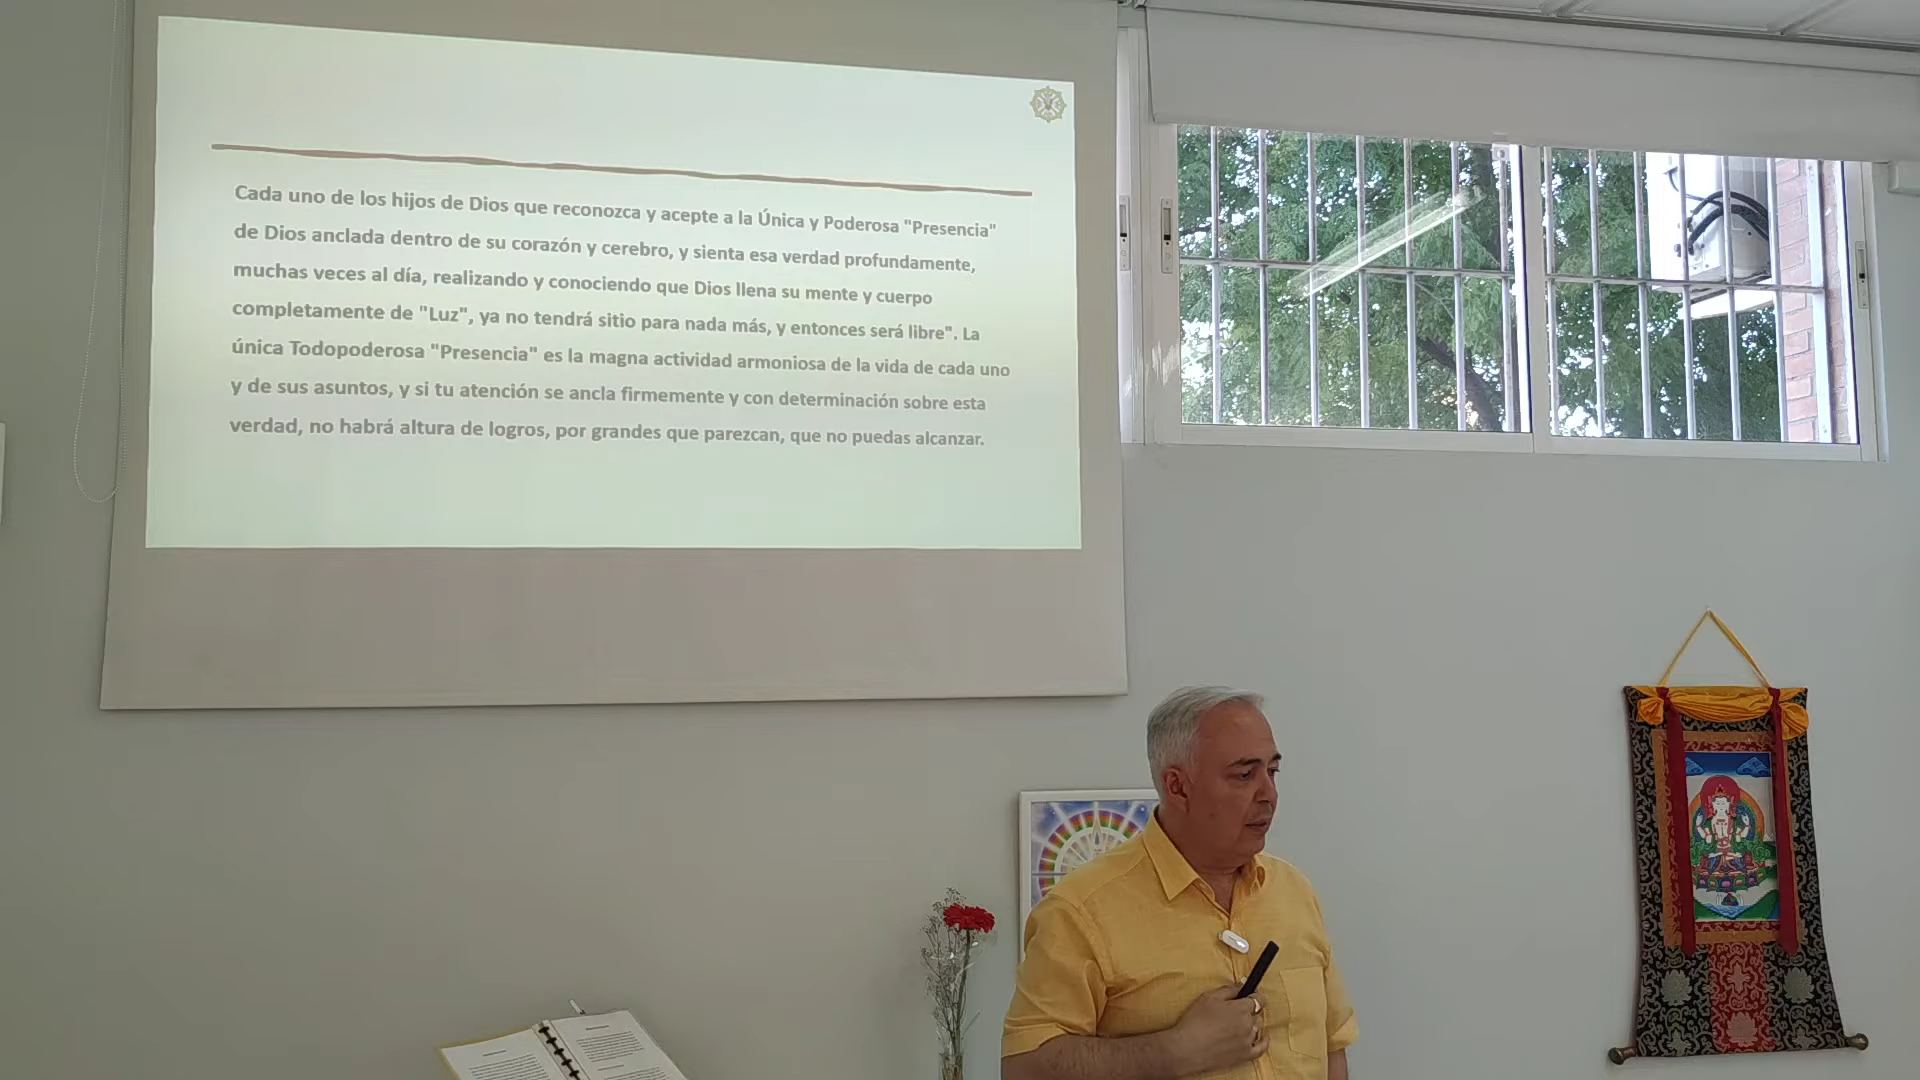 Cada uno de los hijos de Dios que reconozca y acepte a la Única y Poderosa "Presencia"
de Dios anclada dentro de su corazón y cerebro, y sienta esa verdad profundamente,
muchas veces al día, realizando y conociendo que Dios llena su mente y cuerpo
completamente de "Luz", ya no tendrá sitio para nada más, y entonces será libre". La
única Todopoderosa "Presencia" es la magna actividad armoniosa de la vida de cada uno
y de sus asuntos, y si tu atención se ancla firmemente y con determinación sobre esta
verdad, no habrá altura de logros, por grandes que parezcan, que no puedas alcanzar.